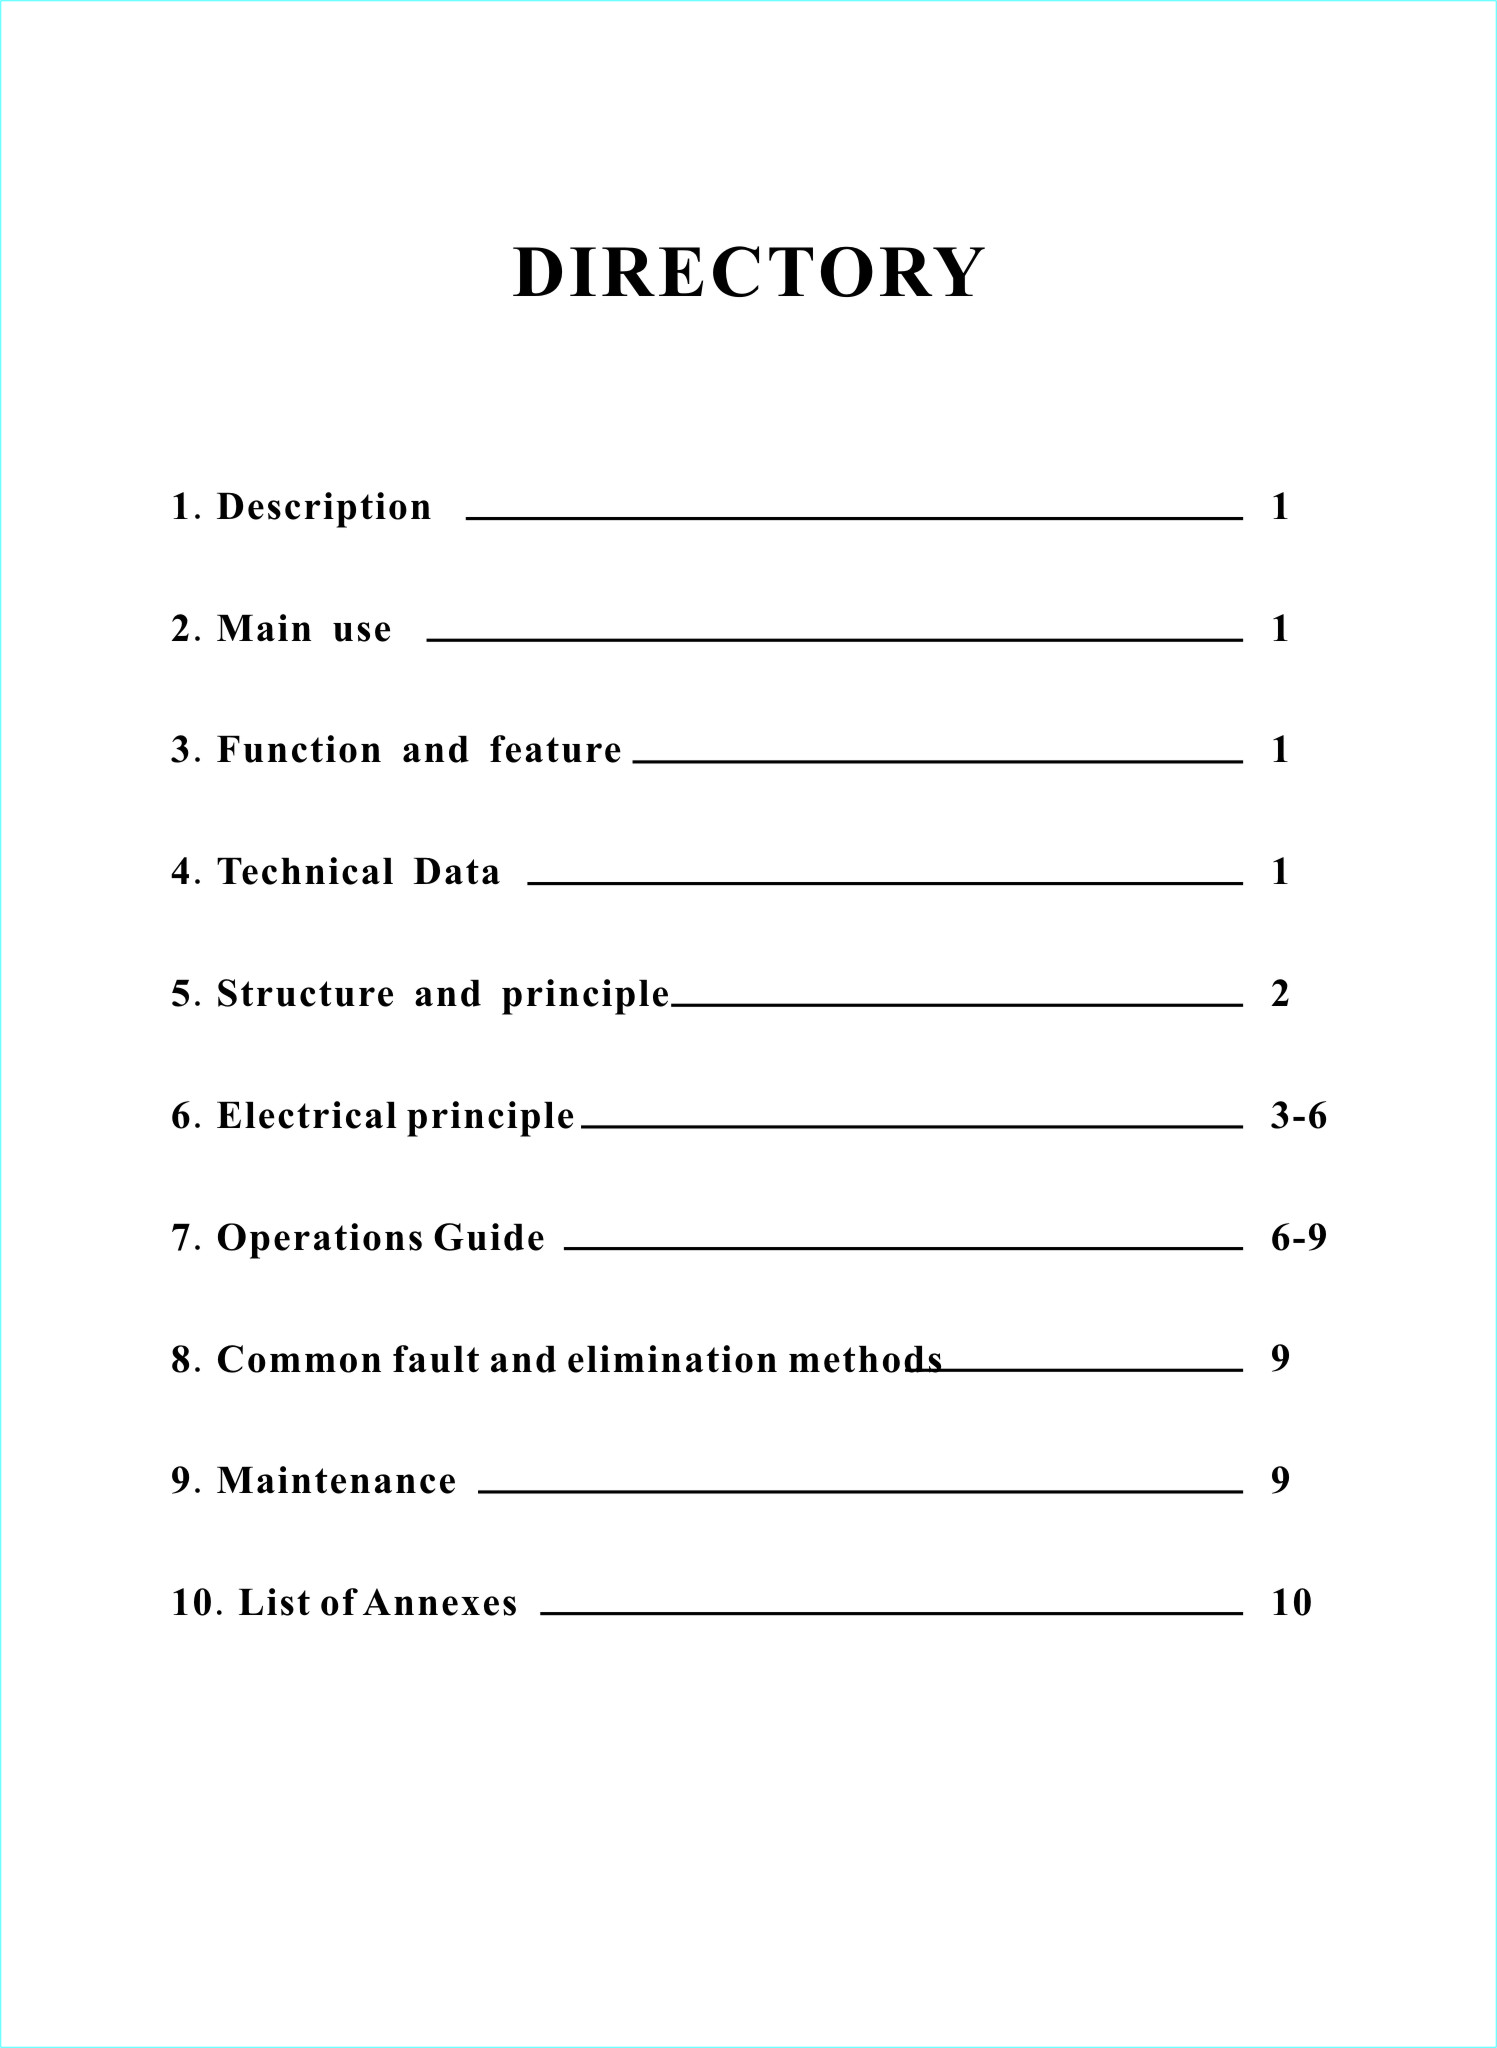 DIRECTORY
1. Description 1
2. Main use 1
3. Function and feature 1
4. Technical Data 1
5. Structure and principle 2
6. Electrical principle 3-6
7. Operations Guide 6-9
8. Common fault and elimination methods 9
9. Maintenance 9
10. List of Annexes 10